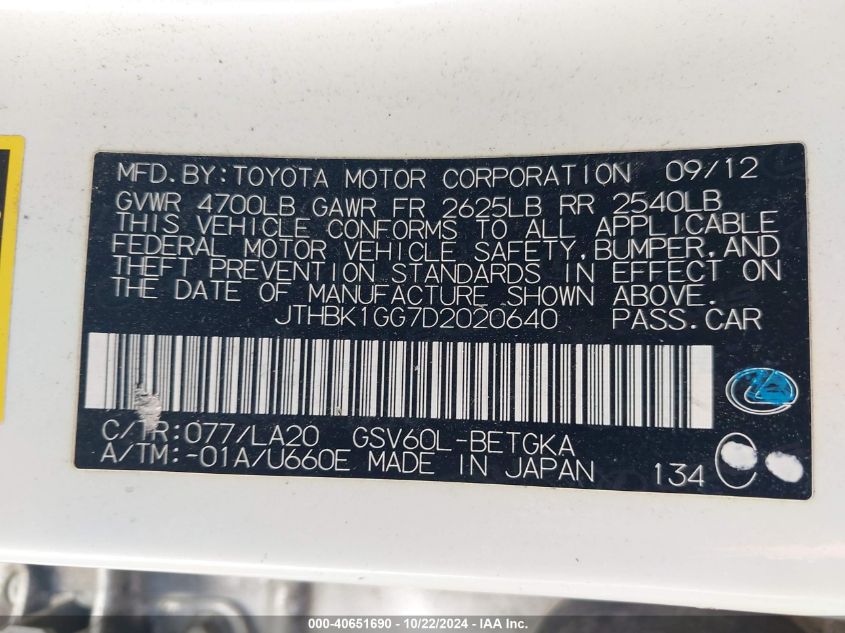 MFD.BY:TOYOTA MOTOR CORPORATION 09/12
GVWR 4700LB GAWR FR 2625LB RR 2540LB
THIS VEHICLE CONFORMS TO ALL APPLICABLE
FEDERAL MOTOR VEHICLE SAFETY,BUMPER,AND
THEFT PREVENTION STANDARDS IN EFFECT ON
THE DATE OF MANUFACTURE SHOWN ABOVE.
JTHBK1GG7D2020640 PASS.CAR
C/TR:077/LA20 GSV60L-BETGKA
A/TM:-01A/U660E MADE IN JAPAN 134
000-40651690 - 10/22/2024 - IAA Inc.